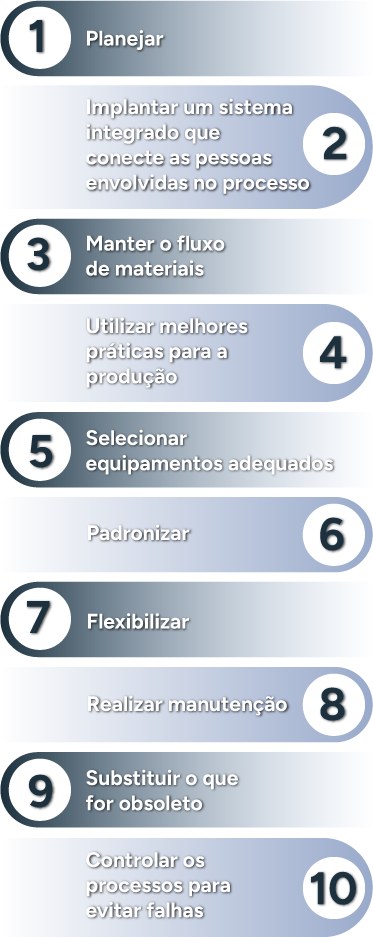 1
Planejar
Implantar um sistema
integrado que
conecte as pessoas
envolvidas no processo
2
3
Manter o fluxo
de materiais
Utilizar melhores
práticas para a
produção
4
5
Selecionar
equipamentos adequados
Padronizar
6
7
Flexibilizar
Realizar manutenção
8
9
Substituir o que
for obsoleto
Controlar os
processos para
evitar falhas
10